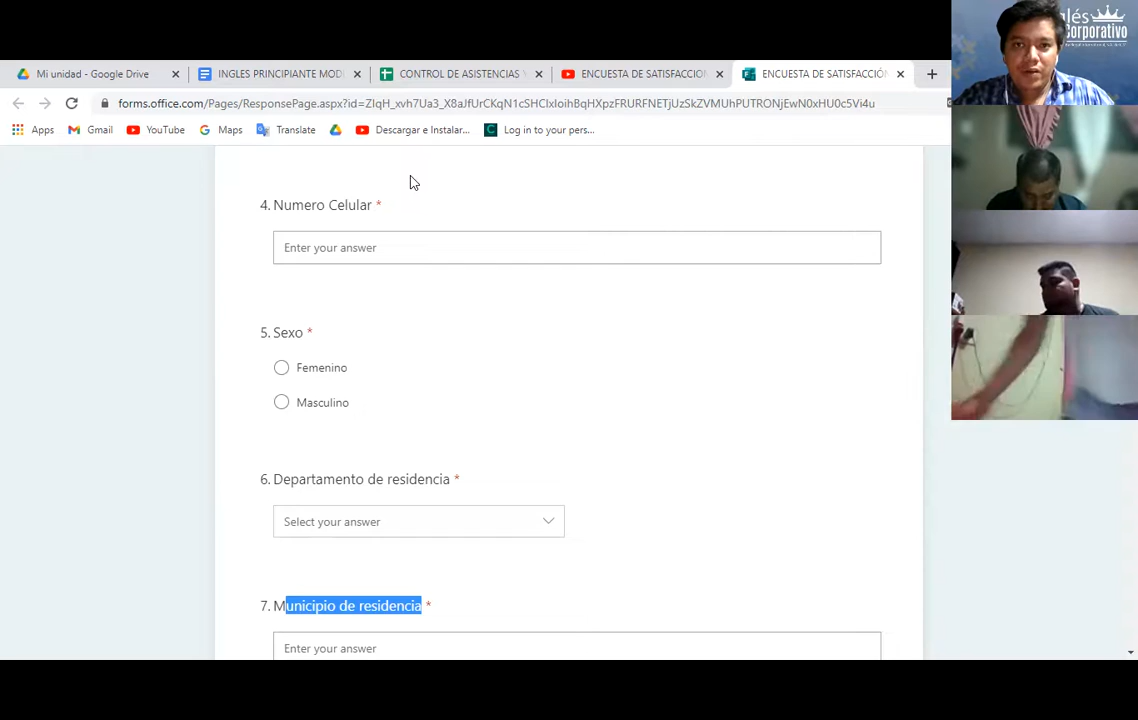 Mi unidad - Google Drive
INGLES PRINCIPIANTE MODI
CONTROL DE ASISTENCIAS Y
ENCUESTA DE SATISFACCION
ENCUESTA DE SATISFACCIÓN
forms.office.com/Pages/ResponsePage.aspx?id=ZIqH_xvh7Ua3_X8aJfUrCKqN1cSHClxIoihBqHXpzFRURFNETjUzSkZVMUhPUTRONjEwN0xHU0c5Vi4u
Apps
Gmail
YouTube
Maps
Translate
Descargar e Instalar...
Log in to your pers...
4. Numero Celular *
Enter your answer
5. Sexo *
Femenino
Masculino
6. Departamento de residencia *
Select your answer
7. Municipio de residencia *
Enter your answer
glés
Corporativo